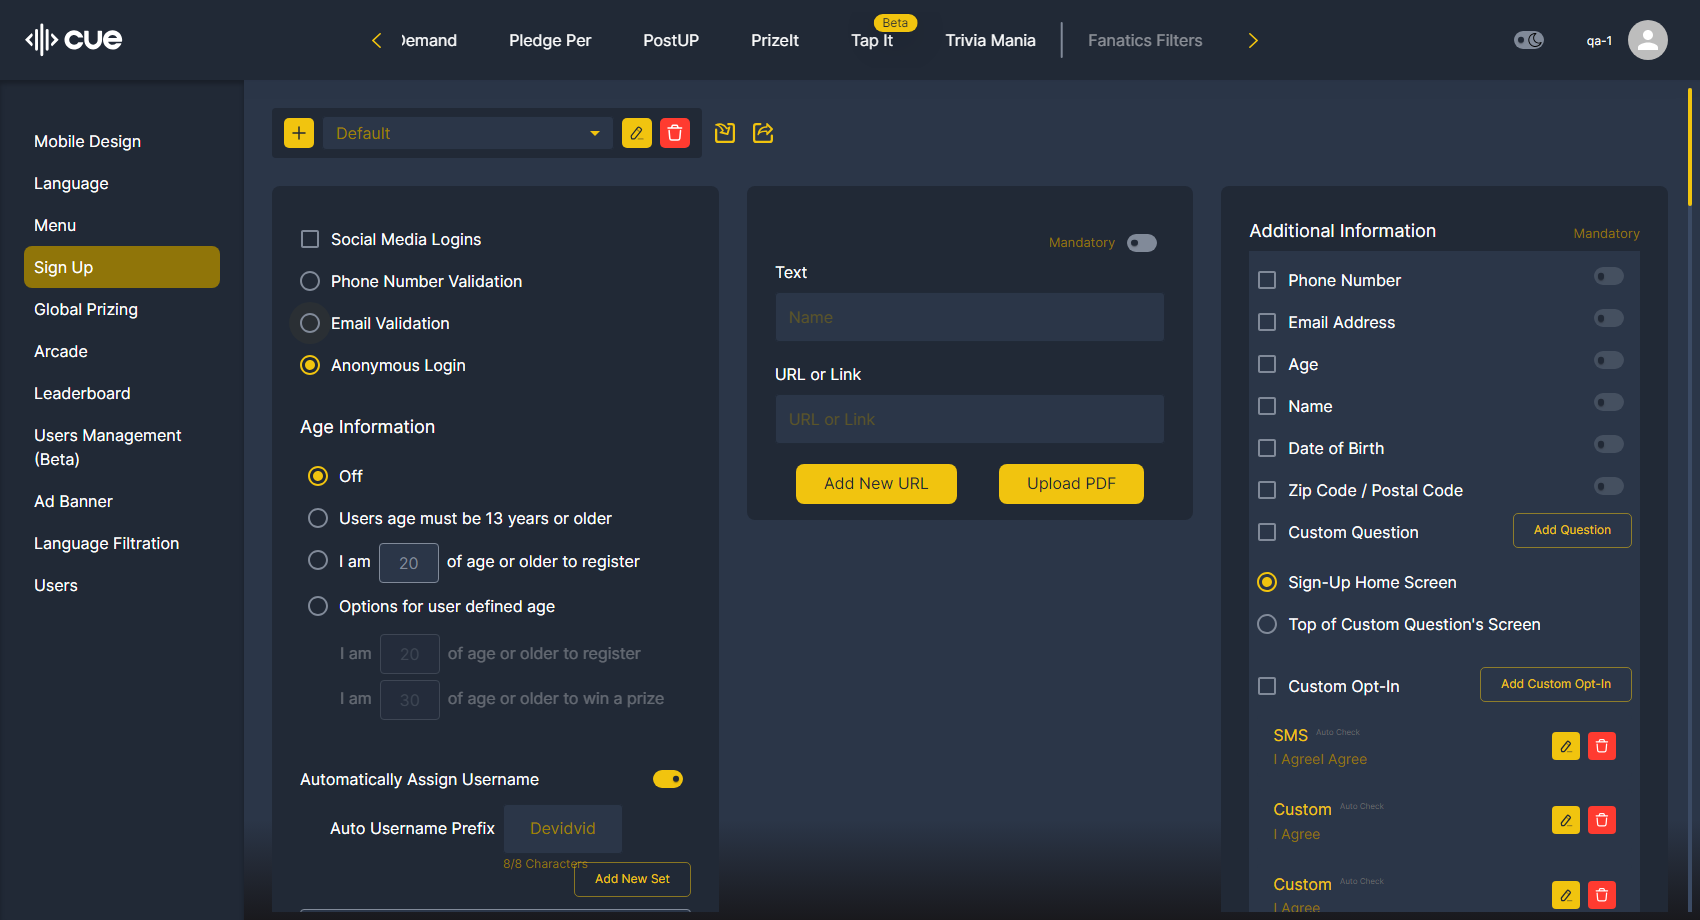 cue
Demand
Pledge Per
PostUP
PrizeIt
Tap It
Beta
Trivia Mania
Fanatics Filters
qa-1
Mobile Design
Language
Menu
Sign Up
Global Prizing
Arcade
Leaderboard
Users Management
(Beta)
Ad Banner
Language Filtration
Users
Default
Social Media Logins
Phone Number Validation
Email Validation
Anonymous Login
Age Information
Off
Users age must be 13 years or older
I am 20 of age or older to register
Options for user defined age
I am 20 of age or older to register
I am 30 of age or older to win a prize
Automatically Assign Username
Auto Username Prefix Devidvid
8/8 Characters
Add New Set
Mandatory
Text
Name
URL or Link
URL or Link
Add New URL
Upload PDF
Additional Information
Mandatory
Phone Number
Email Address
Age
Name
Date of Birth
Zip Code / Postal Code
Custom Question
Add Question
Sign-Up Home Screen
Top of Custom Question's Screen
Custom Opt-In
Add Custom Opt-In
SMS Auto Check
I AgreeI Agree
Custom Auto Check
I Agree
Custom Auto Check
I Agree